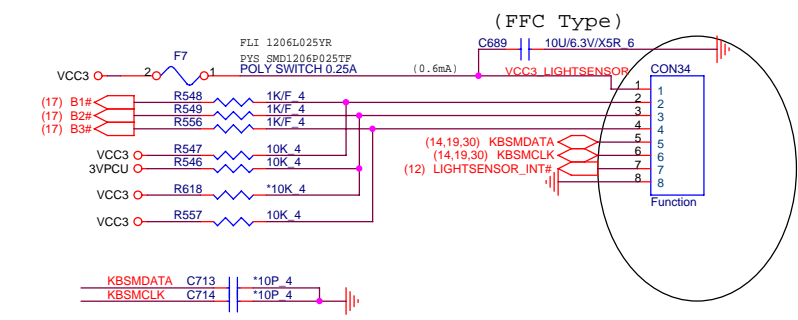 (FFC Type)
FLI 1206L025YR
C689
10U/6.3V/X5R_6
F7
PYS SMD1206P025TF
VCC3
2
1
POLY SWITCH 0.25A
(0.6mA)
VCC3_LIGHTSENSOR
CON34
(17) B1#
R548
1K/F_4
1
1
(17) B2#
R549
1K/F_4
2
2
(17) B3#
R556
1K/F_4
3
3
4
4
VCC3
R547
10K_4
(14,19,30) KBSMDATA
5
5
3VPCU
R546
10K_4
(14,19,30) KBSMCLK
6
6
(12) LIGHTSENSOR_INT#
7
7
VCC3
R618
*10K_4
8
8
Function
VCC3
R557
10K_4
KBSMDATA
C713
*10P_4
KBSMCLK
C714
*10P_4